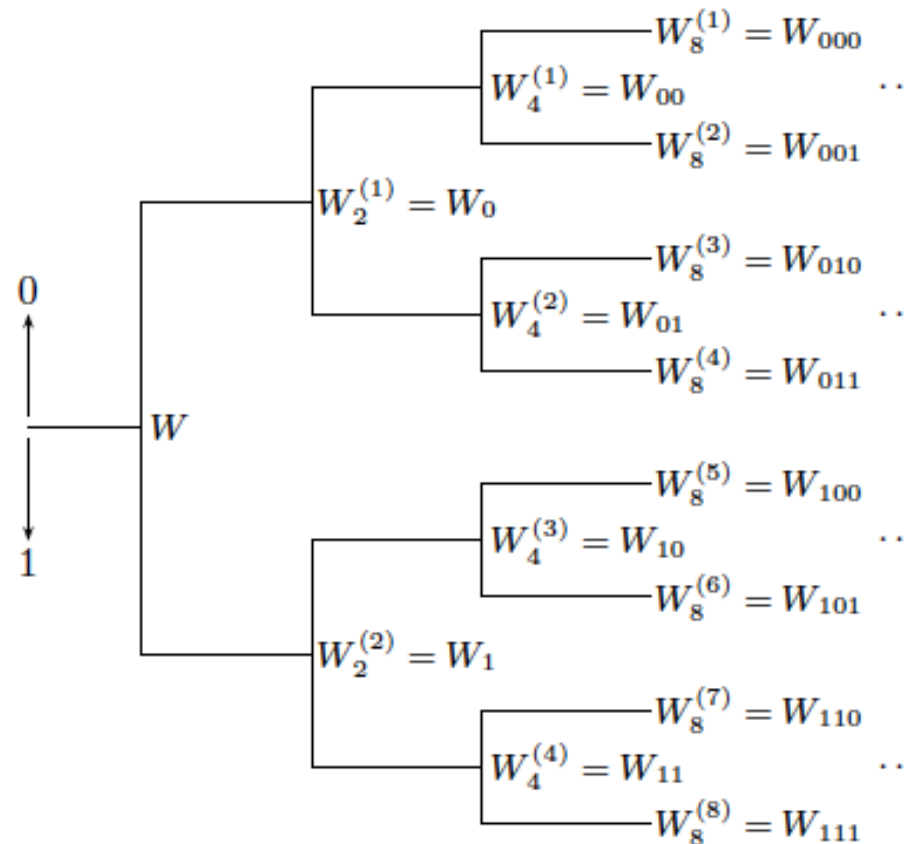 W_8^{(1)} = W_{000}
W_4^{(1)} = W_{00} ··
W_8^{(2)} = W_{001}
W_2^{(1)} = W_0
W_8^{(3)} = W_{010}
0
W_4^{(2)} = W_{01} ··
W_8^{(4)} = W_{011}
W
W_8^{(5)} = W_{100}
W_4^{(3)} = W_{10} ··
1
W_8^{(6)} = W_{101}
W_2^{(2)} = W_1
W_8^{(7)} = W_{110}
W_4^{(4)} = W_{11} ··
W_8^{(8)} = W_{111}